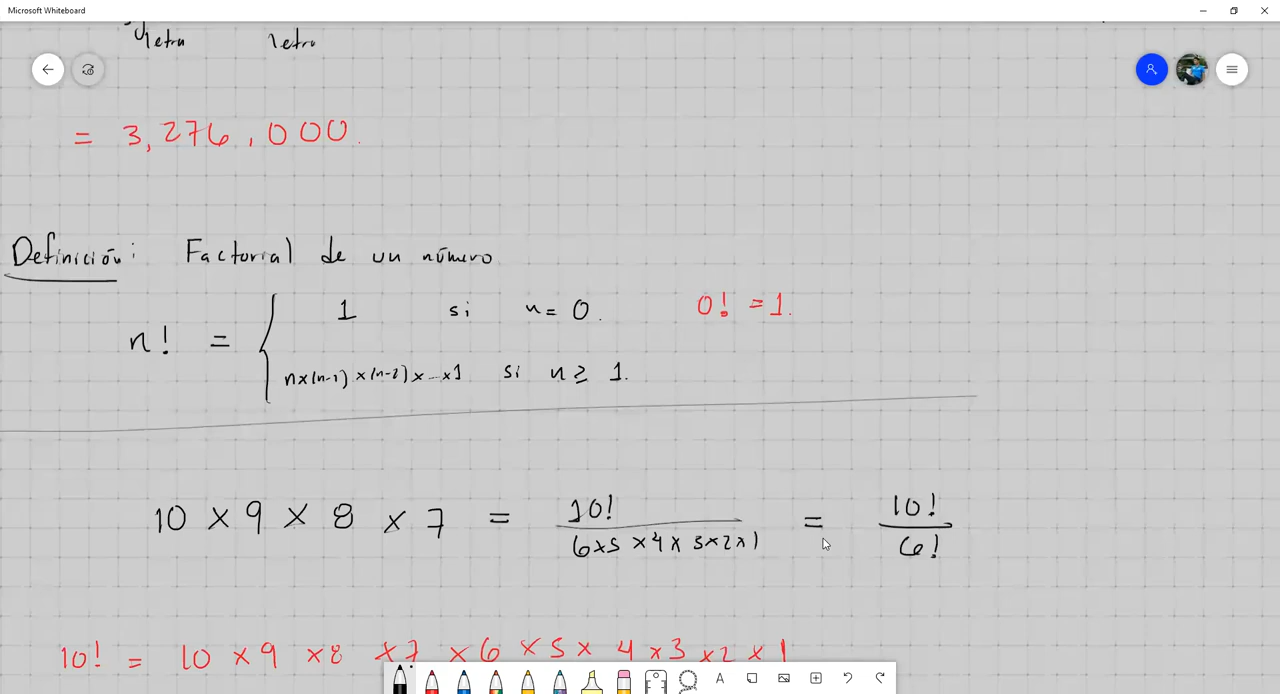 Microsoft Whiteboard
letra letra
= 3,276,000.
Definición: Factorial de un número
n! = { 1 si n = 0. 0! = 1.
n×(n-1)×(n-2)×...×1 si n ≥ 1.
10 × 9 × 8 × 7 = 10! / 6×5×4×3×2×1 = 10! / 6!
10! = 10 × 9 × 8 × 7 × 6 × 5 × 4 × 3 × 2 × 1
A